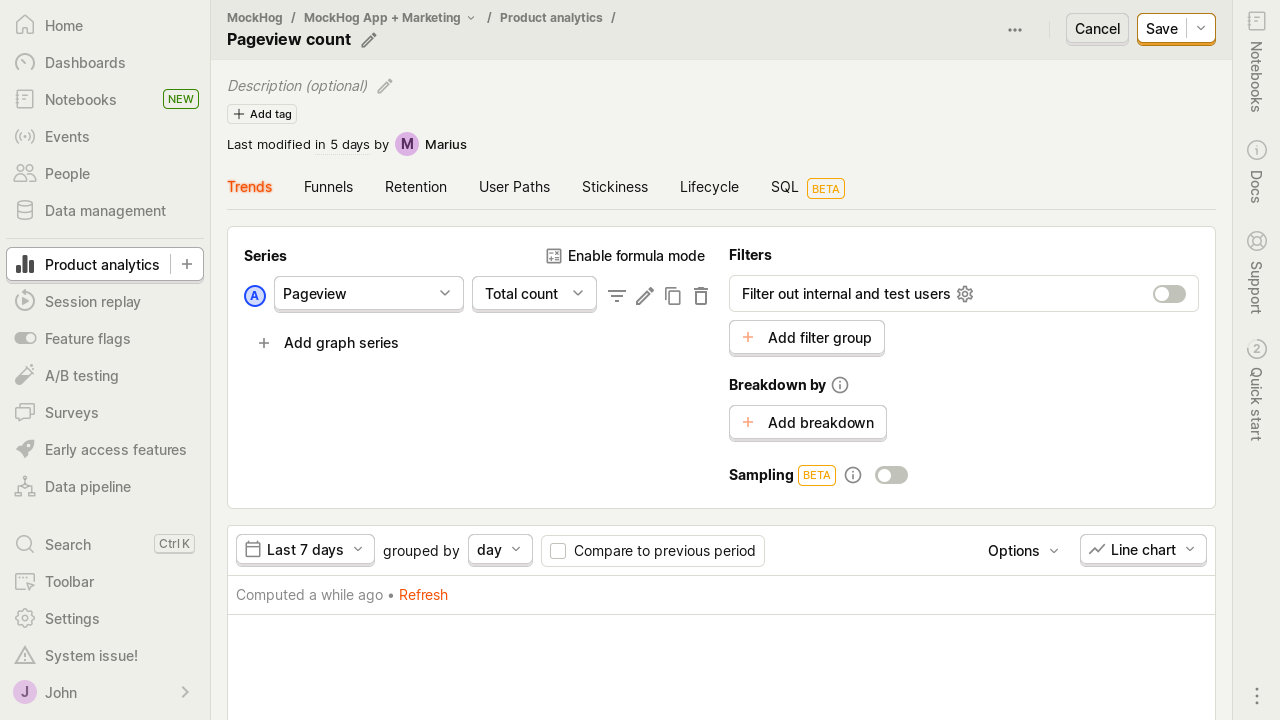 Home
Dashboards
Notebooks NEW
Events
People
Data management
Product analytics
Session replay
Feature flags
A/B testing
Surveys
Early access features
Data pipeline
Search Ctrl K
Toolbar
Settings
System issue!
J John
MockHog / MockHog App + Marketing / Product analytics /
Pageview count
Cancel
Save
Description (optional)
Add tag
Last modified in 5 days by M Marius
Trends Funnels Retention User Paths Stickiness Lifecycle SQL BETA
Series
Enable formula mode
A Pageview Total count
Add graph series
Filters
Filter out internal and test users
Add filter group
Breakdown by
Add breakdown
Sampling BETA
Last 7 days grouped by day Compare to previous period Options Line chart
Computed a while ago • Refresh
Notebooks
Docs
Support
2
Quick start